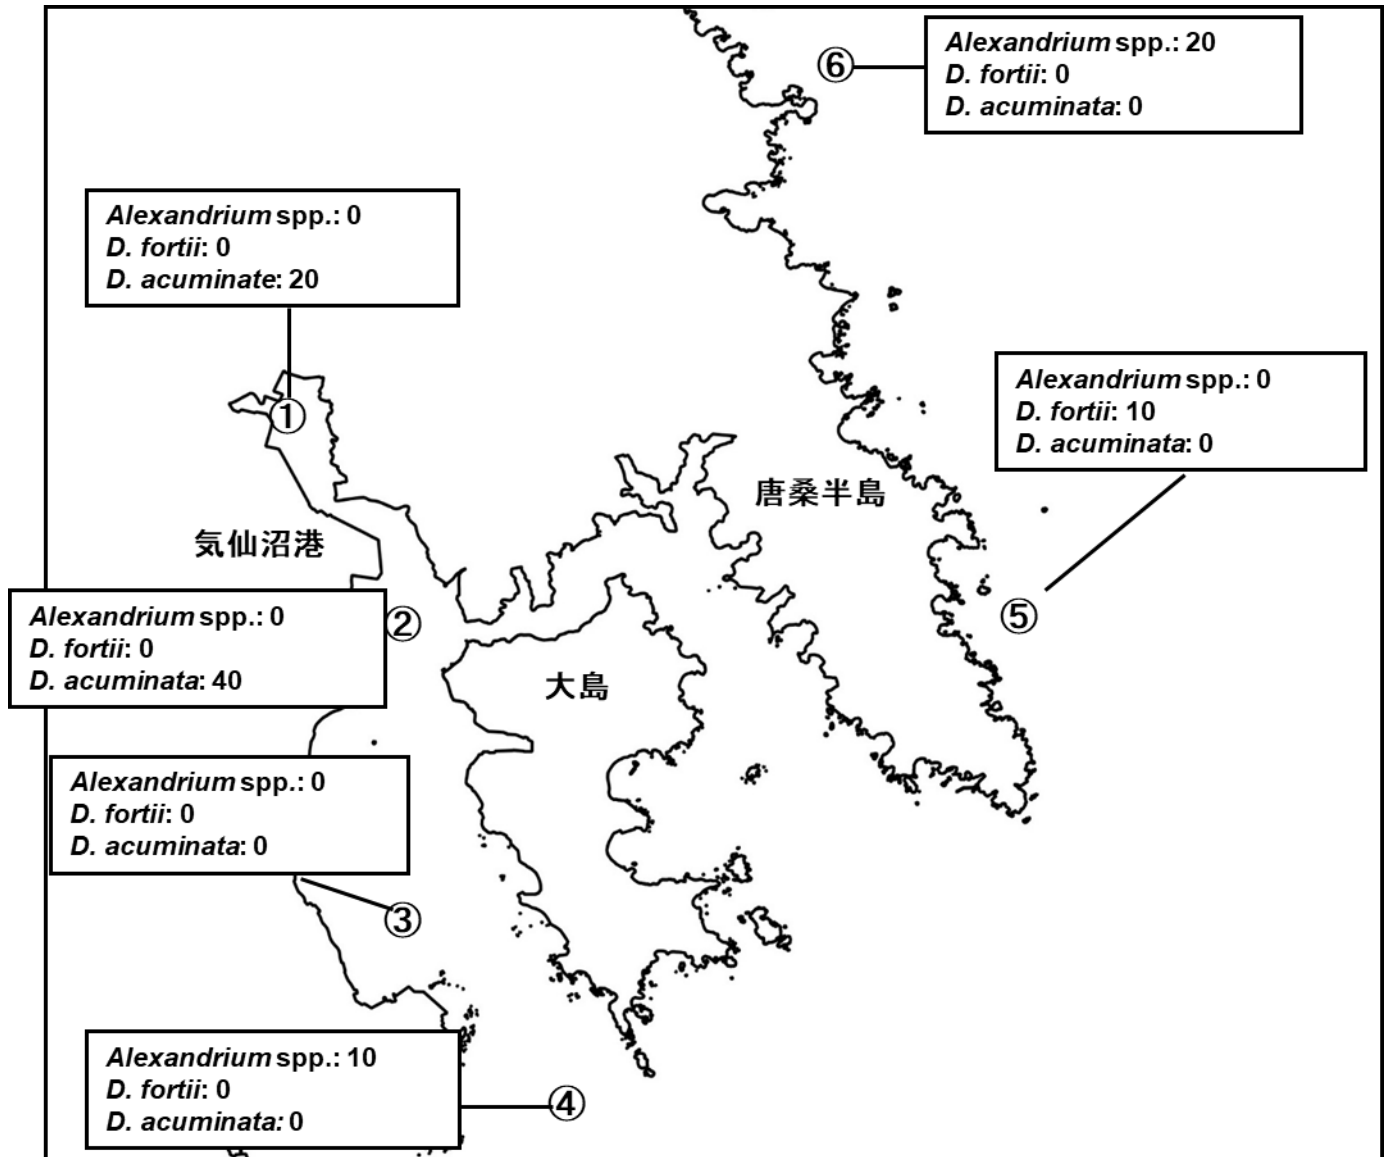 ⑥
Alexandrium spp.: 20
D. fortii: 0
D. acuminata: 0
Alexandrium spp.: 0
D. fortii: 0
D. acuminate: 20
①
Alexandrium spp.: 0
D. fortii: 10
D. acuminata: 0
唐桑半島
気仙沼港
Alexandrium spp.: 0
D. fortii: 0
D. acuminata: 40
②
⑤
大島
Alexandrium spp.: 0
D. fortii: 0
D. acuminata: 0
③
Alexandrium spp.: 10
D. fortii: 0
D. acuminata: 0
④